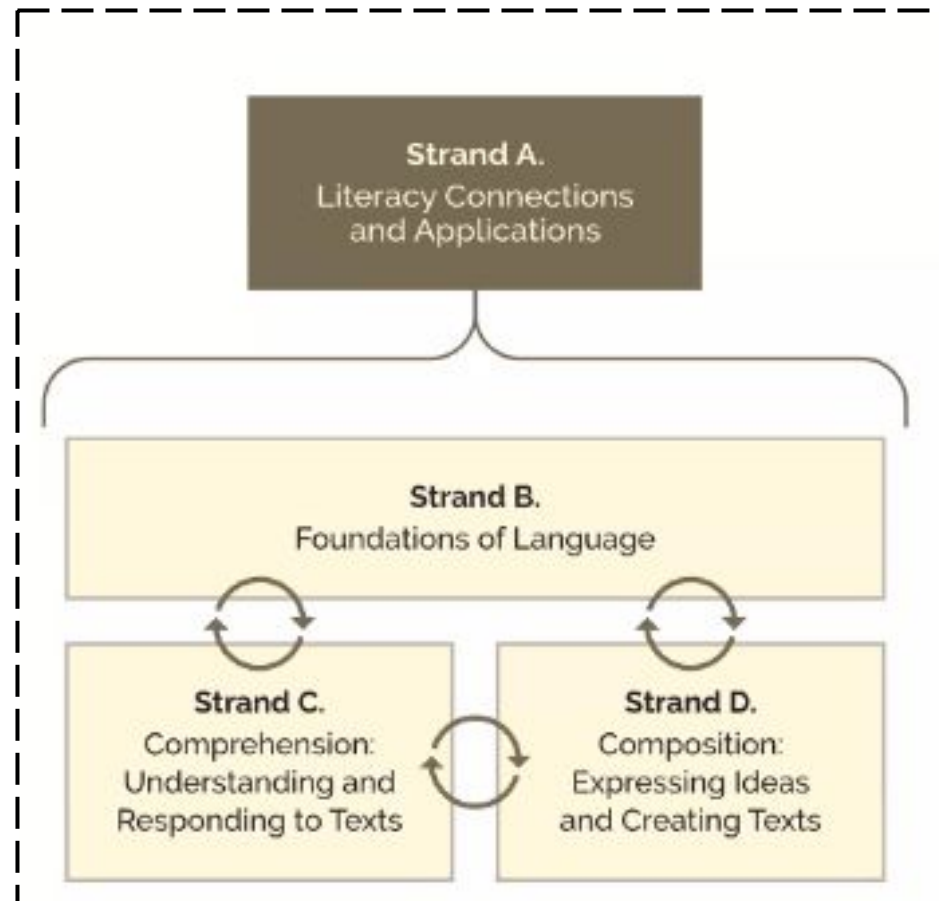 Strand A.
Literacy Connections
and Applications
Strand B.
Foundations of Language
Strand C.
Comprehension:
Understanding and
Responding to Texts
Strand D.
Composition:
Expressing Ideas
and Creating Texts